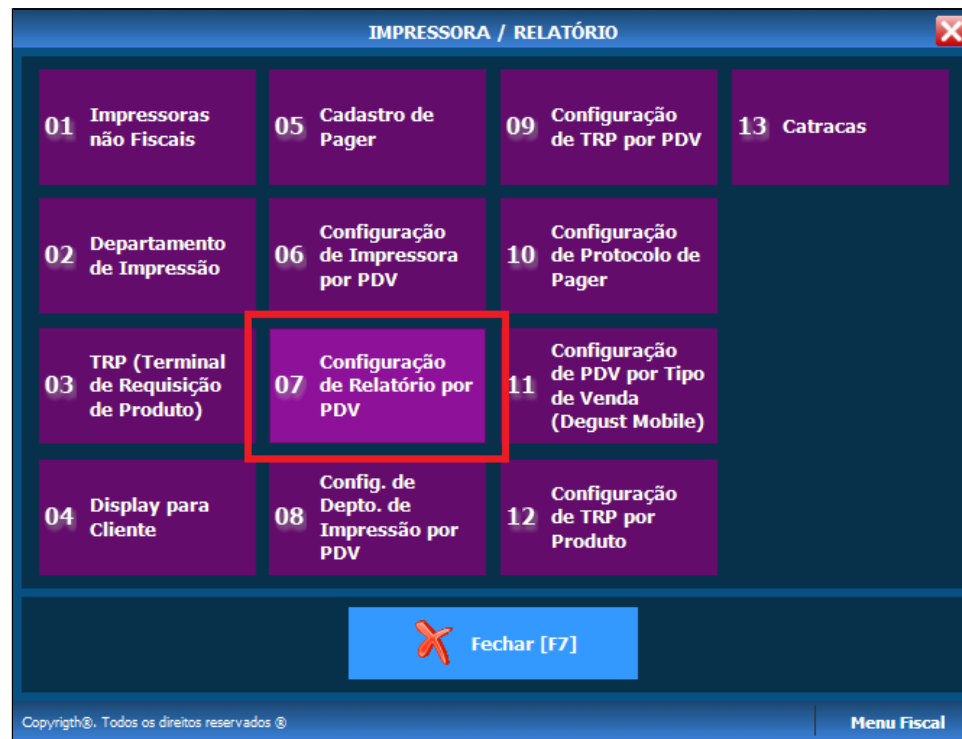 IMPRESSORA / RELATÓRIO
01 Impressoras
não Fiscais
02 Departamento
de Impressão
03 TRP (Terminal
de Requisição
de Produto)
04 Display para
Cliente
05 Cadastro de
Pager
06 Configuração
de Impressora
por PDV
07 Configuração
de Relatório por
PDV
08 Config. de
Depto. de
Impressão por
PDV
09 Configuração
de TRP por PDV
10 Configuração
de Protocolo de
Pager
11 Configuração
de PDV por Tipo
de Venda
(Degust Mobile)
12 Configuração
de TRP por
Produto
13 Catracas
Fechar [F7]
Copyrigth®. Todos os direitos reservados ®
Menu Fiscal